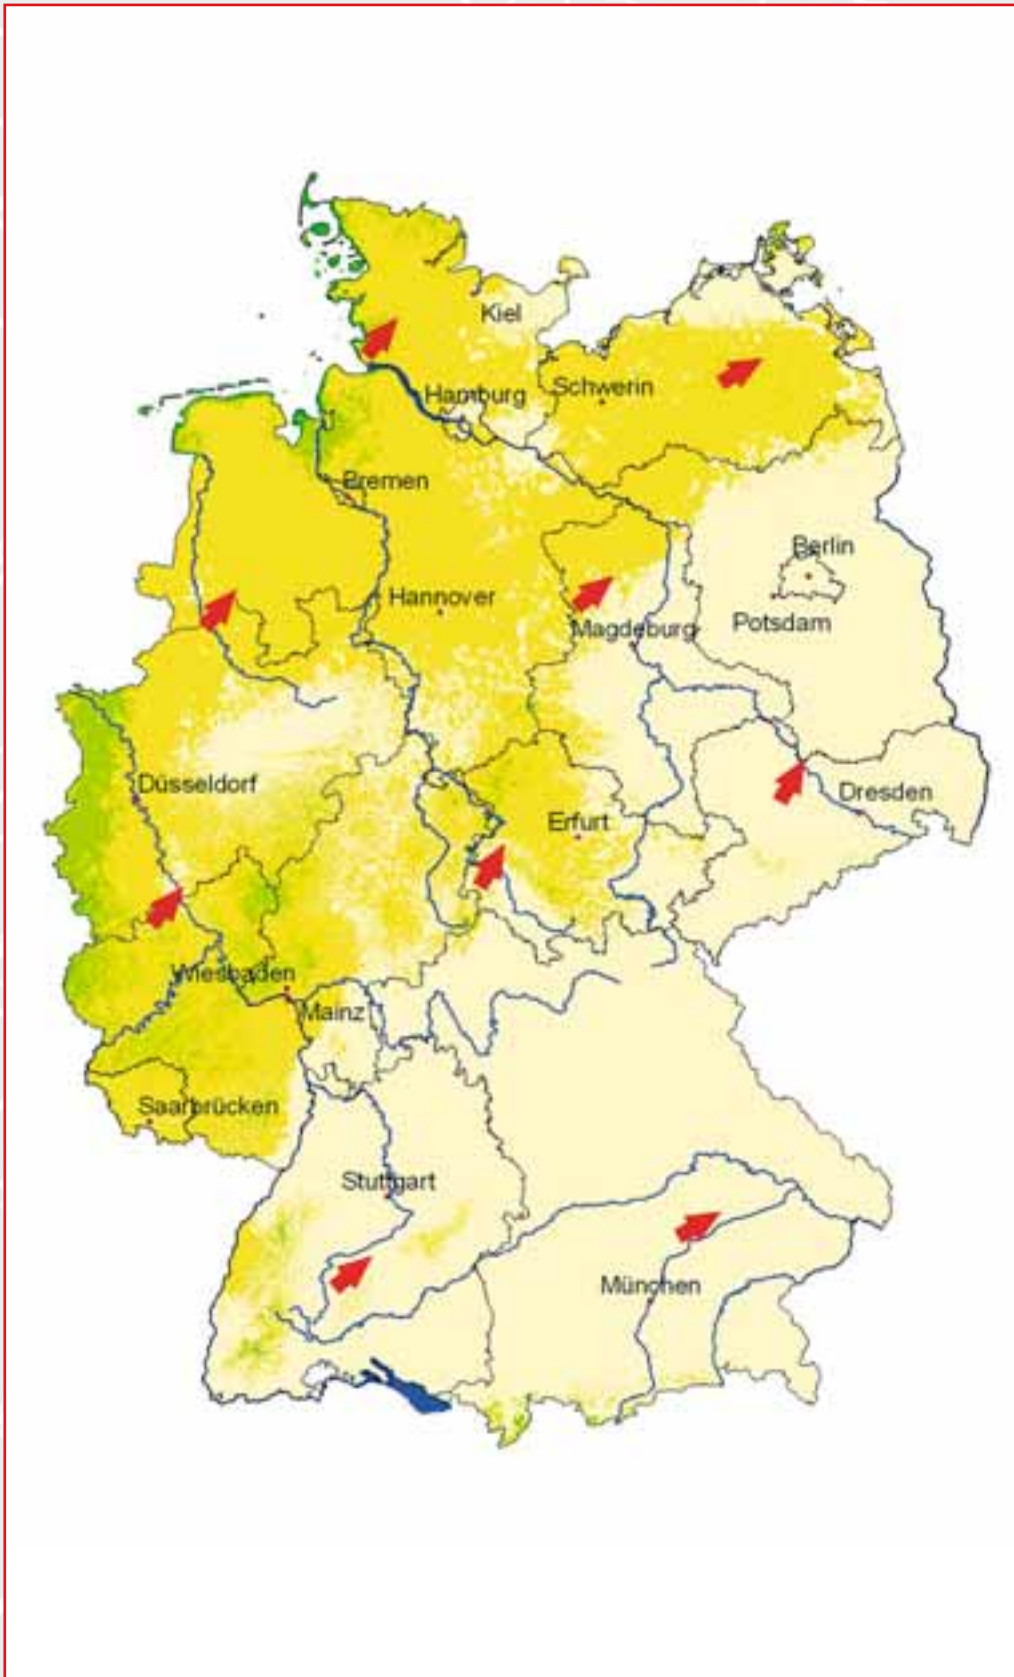 Kiel
Hamburg
Schwerin
Bremen
Berlin
Hannover
Magdeburg
Potsdam
Düsseldorf
Erfurt
Dresden
Wiesbaden
Mainz
Saarbrücken
Stuttgart
München